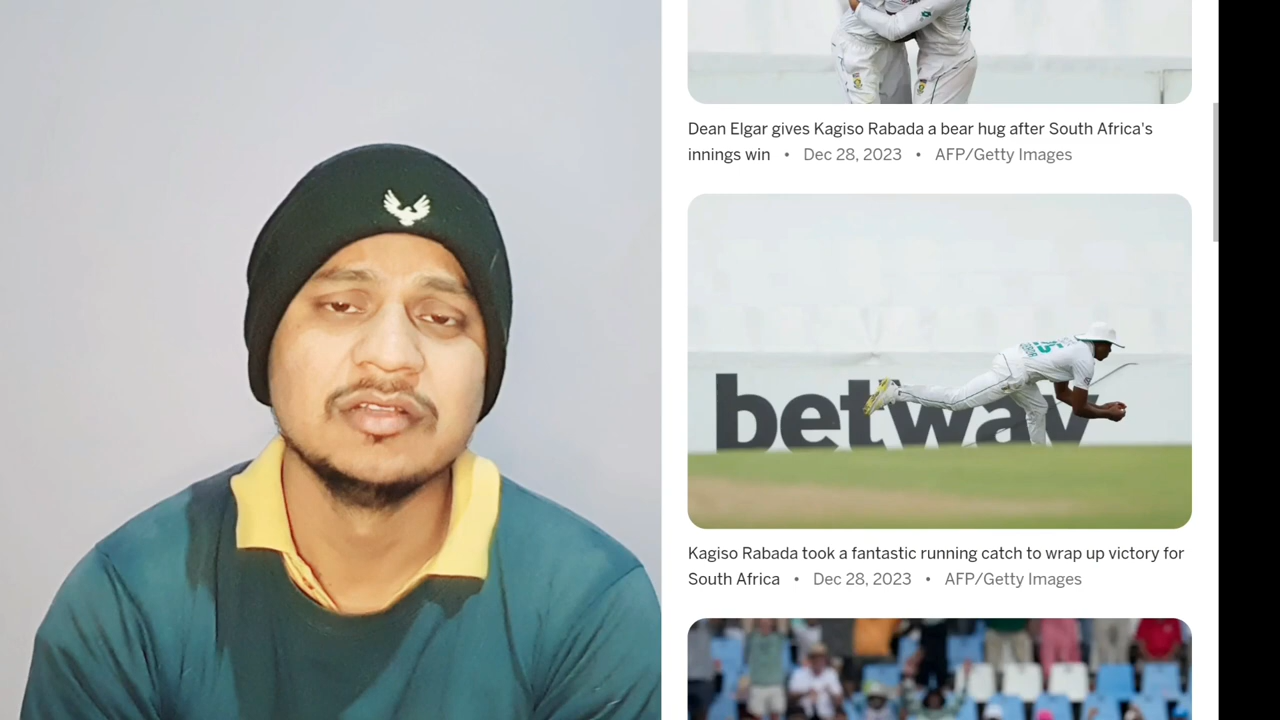 Dean Elgar gives Kagiso Rabada a bear hug after South Africa's
innings win • Dec 28, 2023 • AFP/Getty Images
betway
Kagiso Rabada took a fantastic running catch to wrap up victory for
South Africa • Dec 28, 2023 • AFP/Getty Images